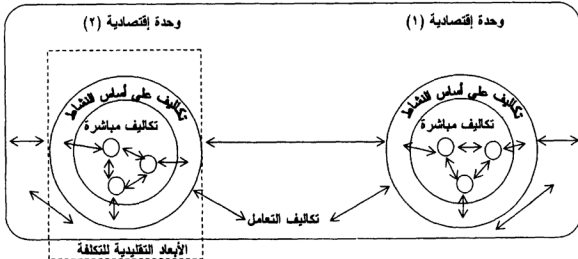 وحدة إقتصادية (١)
وحدة إقتصادية (٢)
تكاليف على أساس النشاط
تكاليف على أساس النشاط
تكاليف مباشرة
تكاليف مباشرة
تكاليف التعامل
الأبعاد التقليدية للتكلفة